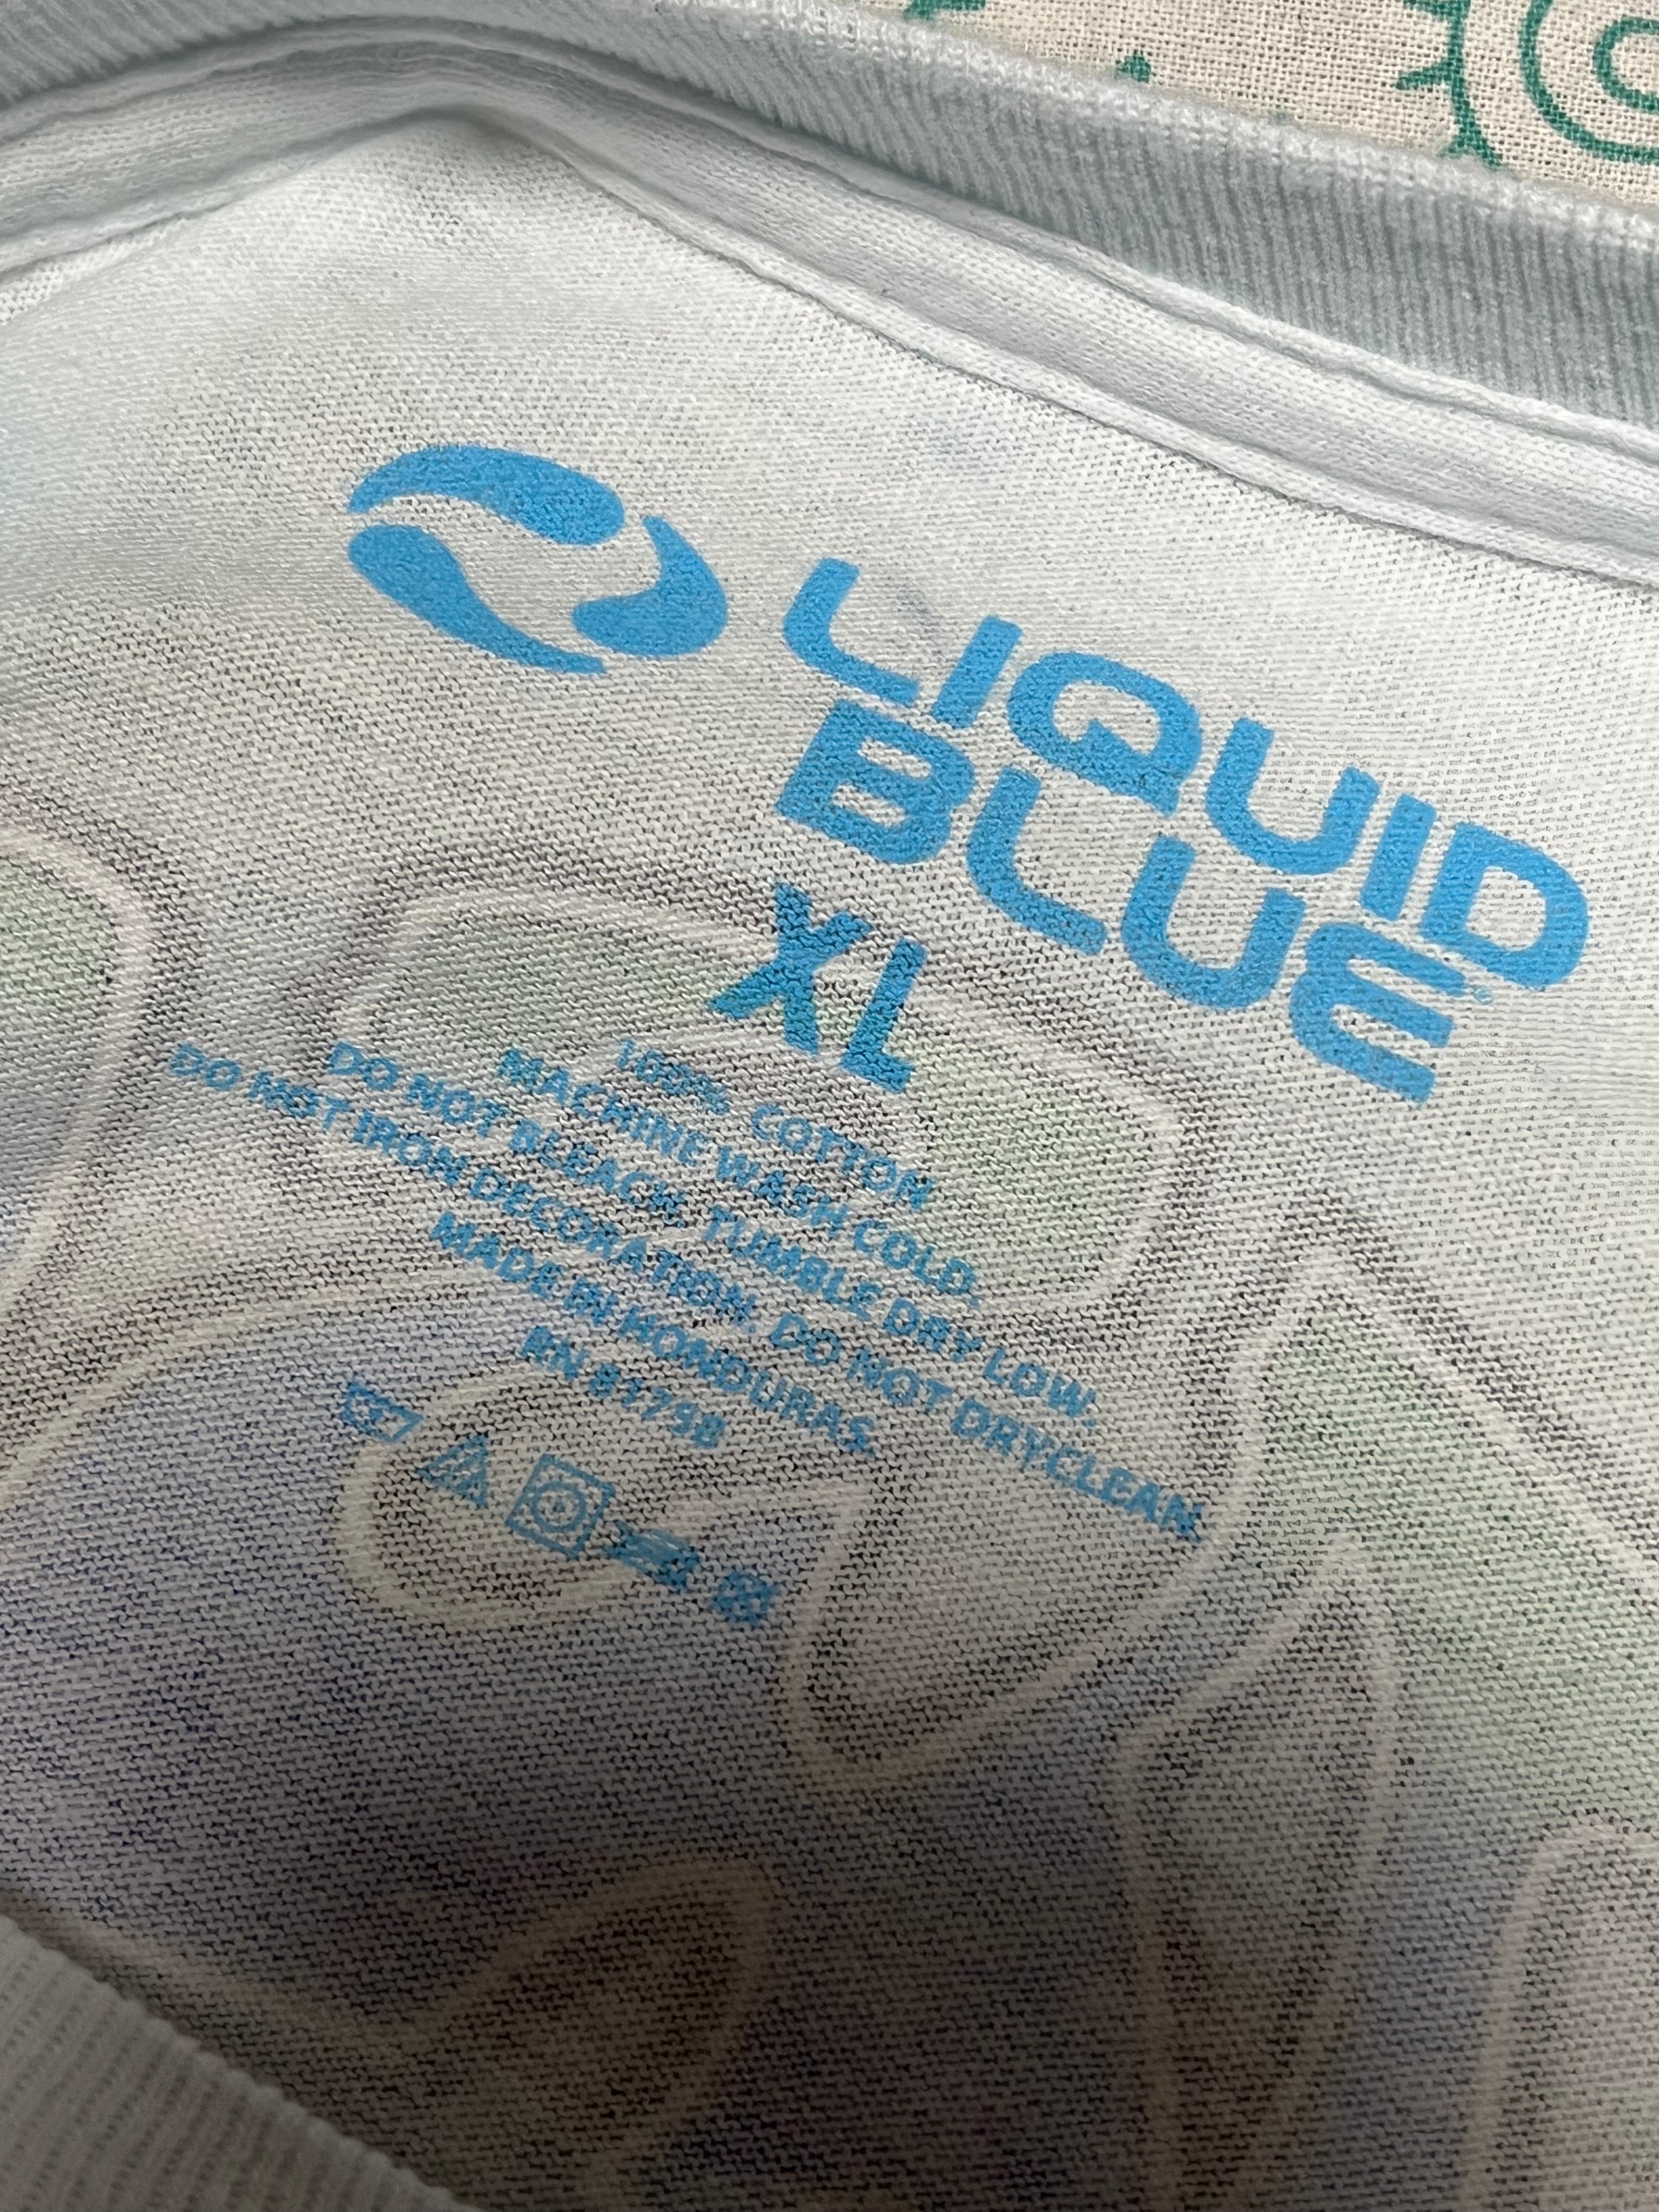 LIQUID
BLUE®
XL
100% COTTON
MACHINE WASH COLD.
DO NOT BLEACH. TUMBLE DRY LOW.
DO NOT IRON DECORATION. DO NOT DRYCLEAN
MADE IN HONDURAS.
RN 81798